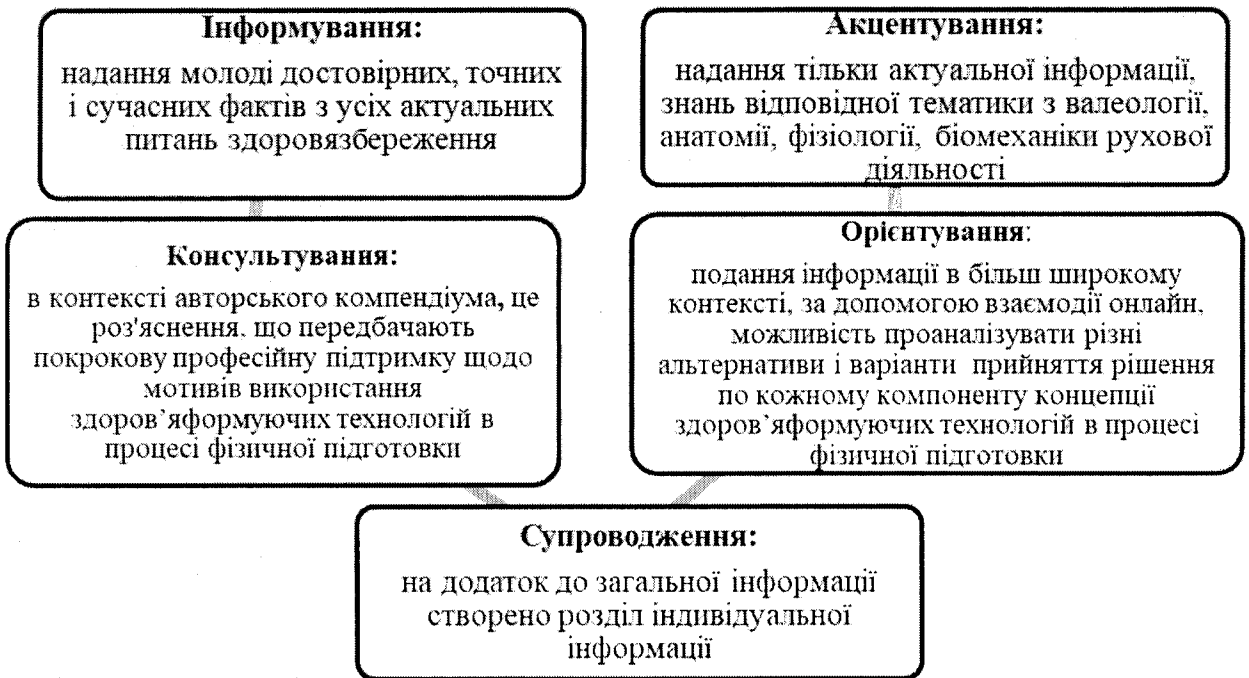 Інформування:
надання молоді достовірних, точних
і сучасних фактів з усіх актуальних
питань здоровязбереження
Акцентування:
надання тільки актуальної інформації,
знань відповідної тематики з валеології,
анатомії, фізіології, біомеханіки рухової
діяльності
Консультування:
в контексті авторського компендіума, це
роз'яснення, що передбачають
покрокову професійну підтримку щодо
мотивів використання
здоров’яформуючих технологій в
процесі фізичної підготовки
Орієнтування:
подання інформації в більш широкому
контексті, за допомогою взаємодії онлайн,
можливість проаналізувати різні
альтернативи і варіанти прийняття рішення
по кожному компоненту концепції
здоров’яформуючих технологій в процесі
фізичної підготовки
Супроводження:
на додаток до загальної інформації
створено розділ індивідуальної
інформації